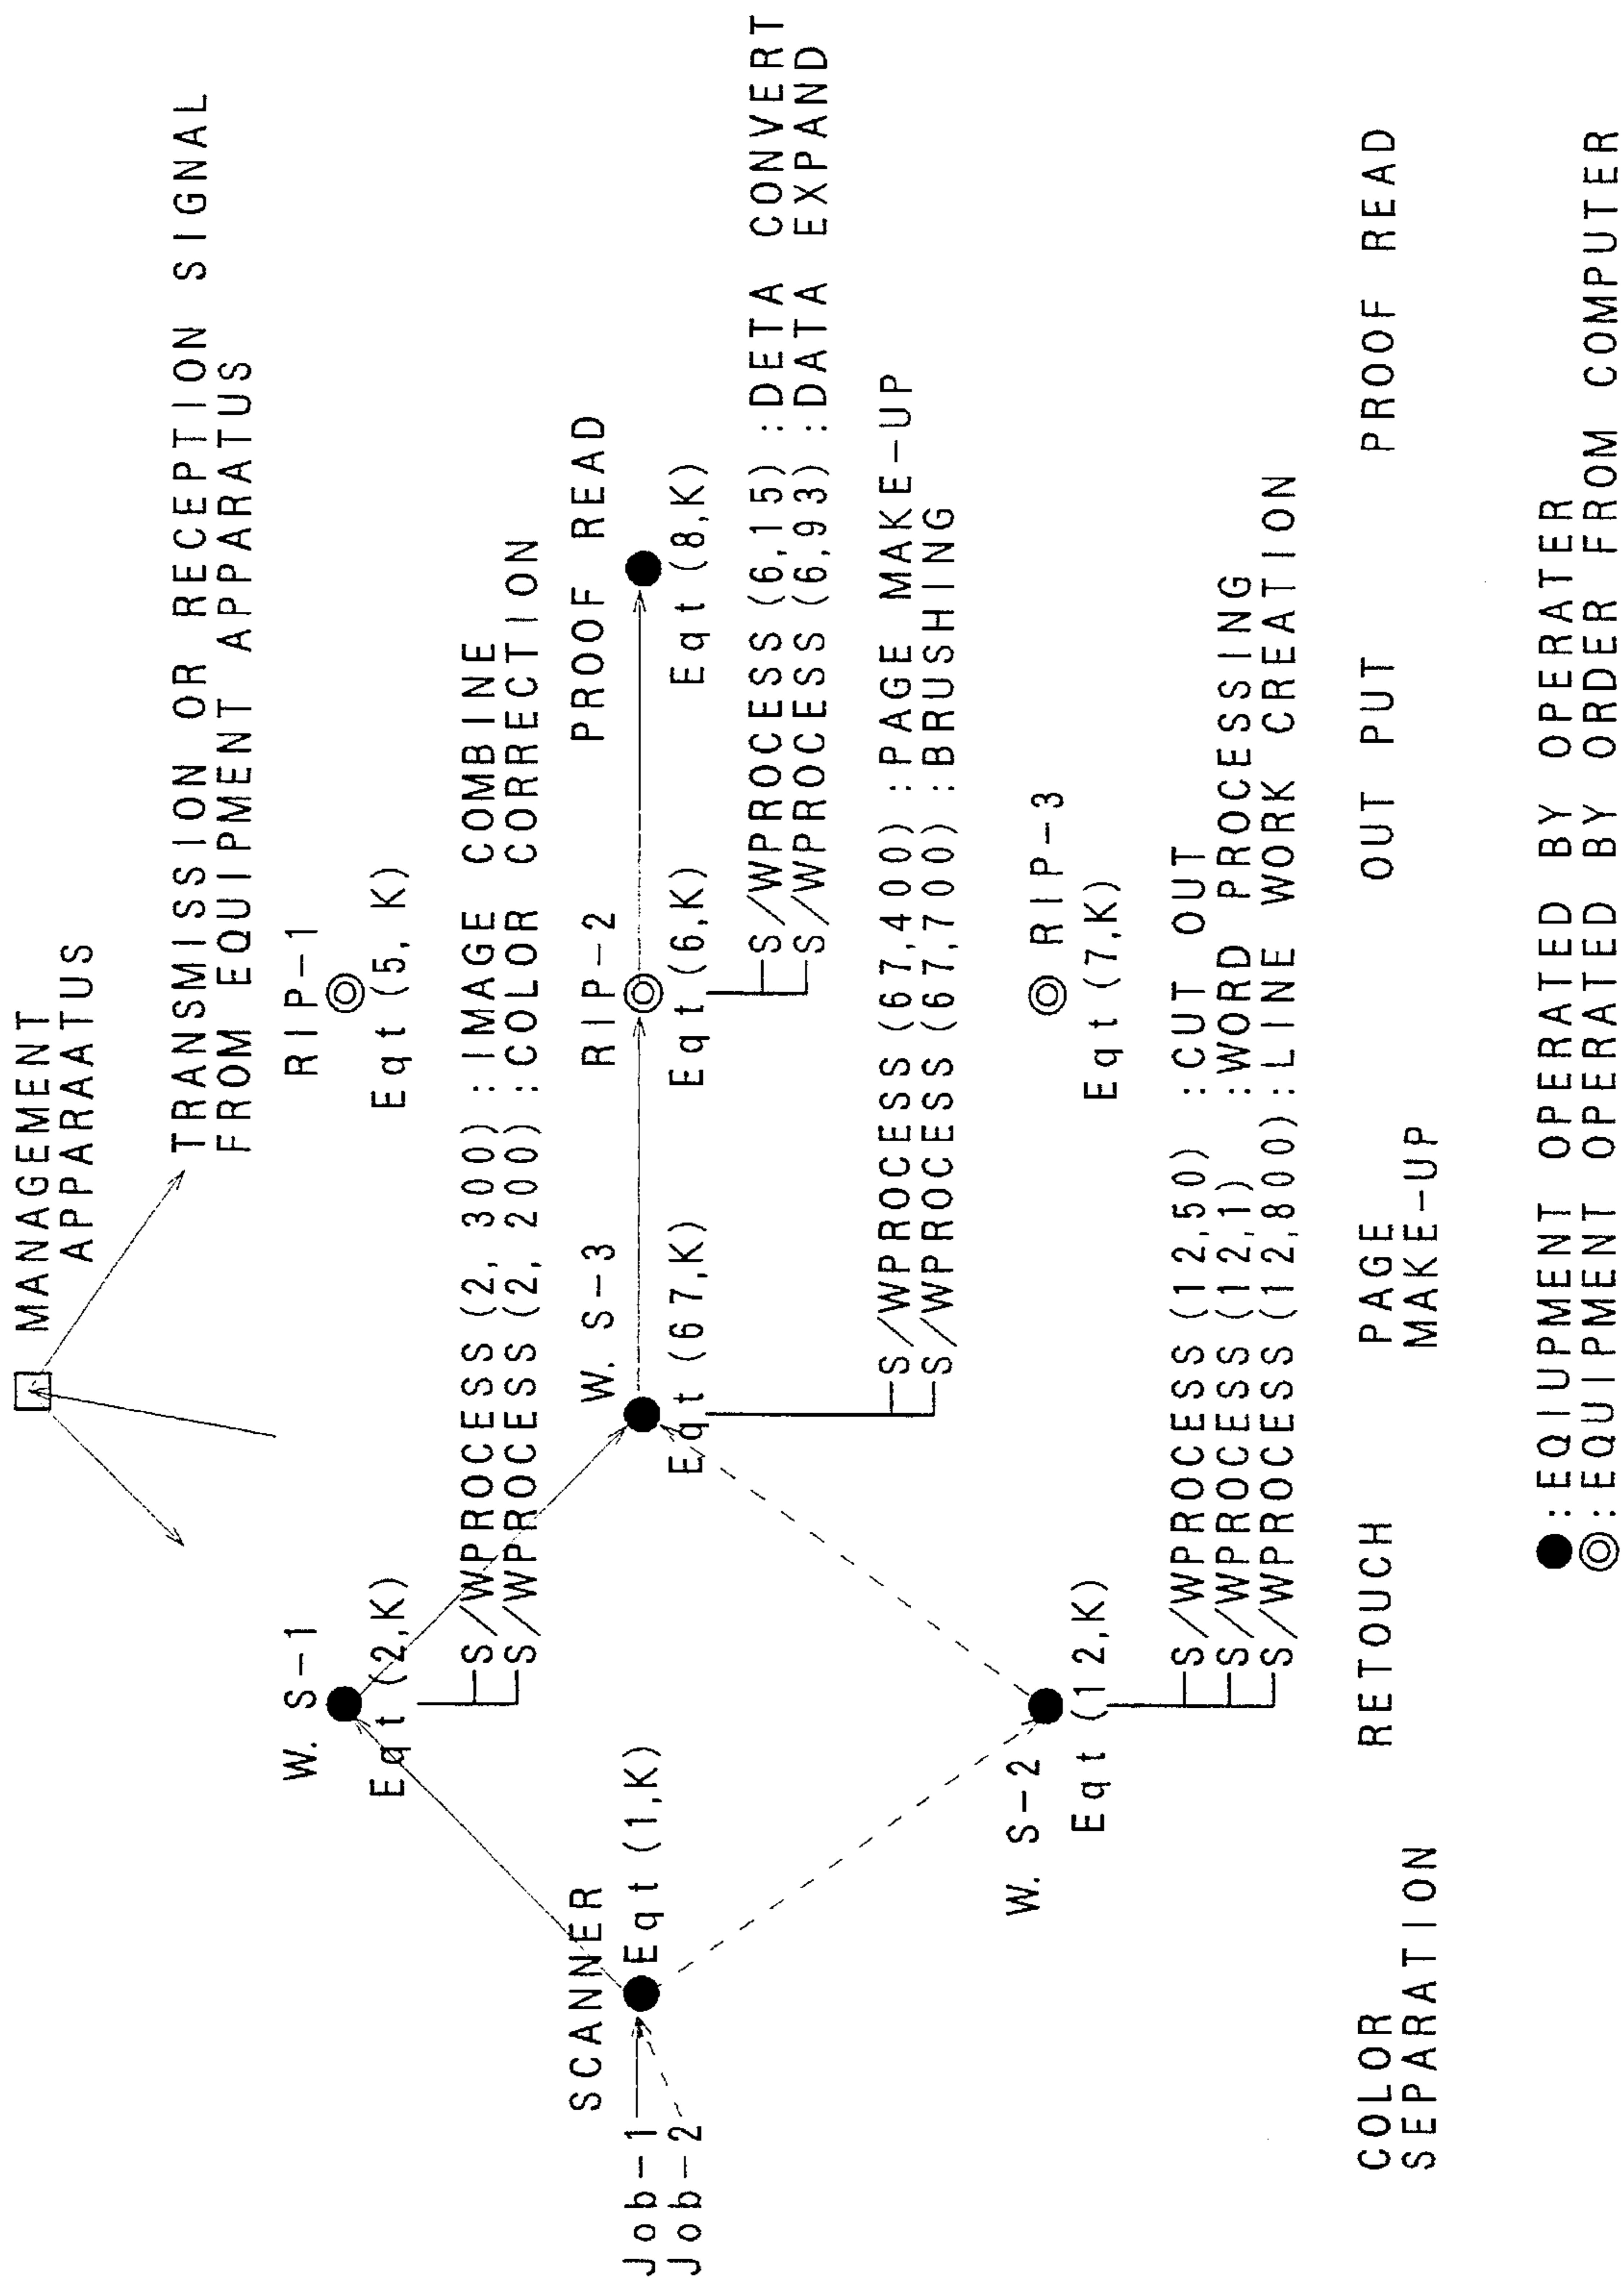 MANAGEMENT
APPARAATUS
TRANSMISSION OR RECEPTION SIGNAL
FROM EQUIPMENT APPARATUS
W. S-1
RIP-1
Eqt (2,K)
Eqt (5, K)
S/WPROCESS (2, 300) : IMAGE COMBINE
S/WPROCESS (2, 200) : COLOR CORRECTION
SCANNER
W. S-3
RIP-2
PROOF READ
Job-1
Eqt (1,K)
Job-2
Eqt (67,K)
Eqt (6,K)
Eqt (8,K)
S/WPROCESS (6,15) : DETA CONVERT
S/WPROCESS (6,93) : DATA EXPAND
S/WPROCESS (67,400) : PAGE MAKE-UP
S/WPROCESS (67,700) : BRUSHING
W. S-2
RIP-3
Eqt (12,K)
Eqt (7,K)
S/WPROCESS (12,50) : CUT OUT
S/WPROCESS (12,1) : WORD PROCESSING
S/WPROCESS (12,800) : LINE WORK CREATION
COLOR
SEPARATION
RETOUCH
PAGE
MAKE-UP
OUT PUT
PROOF READ
: EQIUPMENT OPERATED BY OPERATER
: EQUIPMENT OPERATED BY ORDER FROM COMPUTER